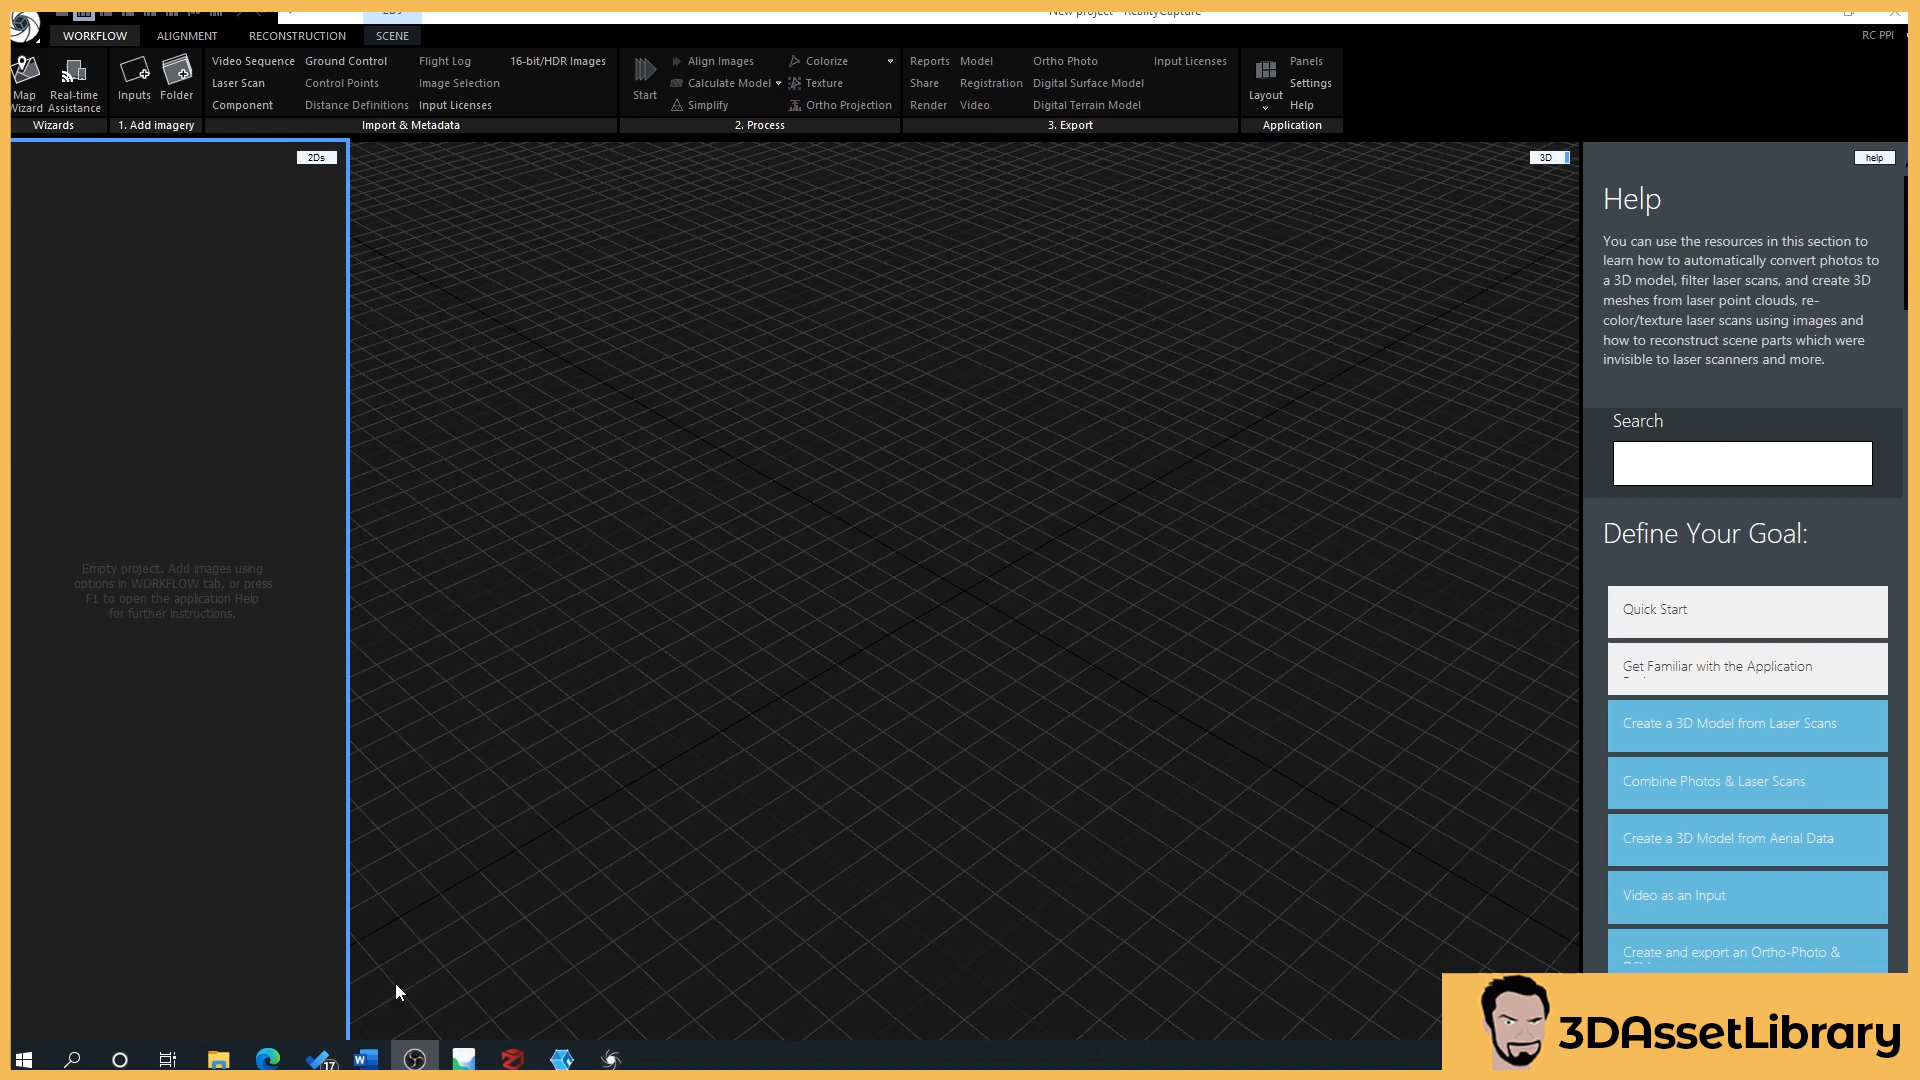 New project - RealityCapture
2Ds
WORKFLOW ALIGNMENT RECONSTRUCTION SCENE
RC PPI
Map Wizard
Real-time Assistance
Wizards
Inputs
Folder
1. Add imagery
Video Sequence Ground Control Flight Log 16-bit/HDR Images
Laser Scan Control Points Image Selection
Component Distance Definitions Input Licenses
Import & Metadata
Start
Align Images Colorize
Calculate Model Texture
Simplify Ortho Projection
2. Process
Reports Model Ortho Photo Input Licenses
Share Registration Digital Surface Model
Render Video Digital Terrain Model
3. Export
Layout
Panels
Settings
Help
Application
2Ds
3D
help
Empty project. Add images using
options in WORKFLOW tab, or press
F1 to open the application Help
for further instructions.
Help
You can use the resources in this section to
learn how to automatically convert photos to
a 3D model, filter laser scans, and create 3D
meshes from laser point clouds, re-
color/texture laser scans using images and
how to reconstruct scene parts which were
invisible to laser scanners and more.
Search
Define Your Goal:
Quick Start
Get Familiar with the Application
Create a 3D Model from Laser Scans
Combine Photos & Laser Scans
Create a 3D Model from Aerial Data
Video as an Input
Create and export an Ortho-Photo &
17
W
3DAssetLibrary